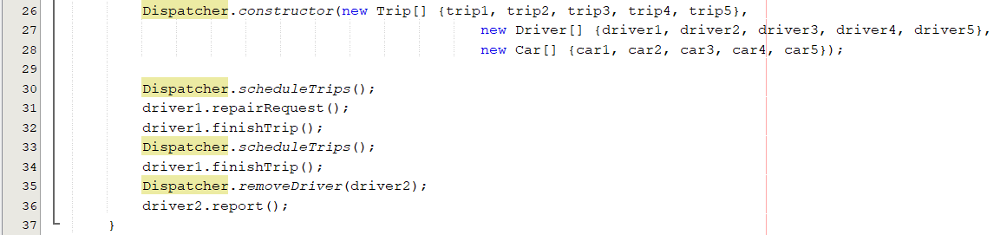 26 Dispatcher.constructor(new Trip[] {trip1, trip2, trip3, trip4, trip5},
27 new Driver[] {driver1, driver2, driver3, driver4, driver5},
28 new Car[] {car1, car2, car3, car4, car5});
29
30 Dispatcher.scheduleTrips();
31 driver1.repairRequest();
32 driver1.finishTrip();
33 Dispatcher.scheduleTrips();
34 driver1.finishTrip();
35 Dispatcher.removeDriver(driver2);
36 driver2.report();
37 }